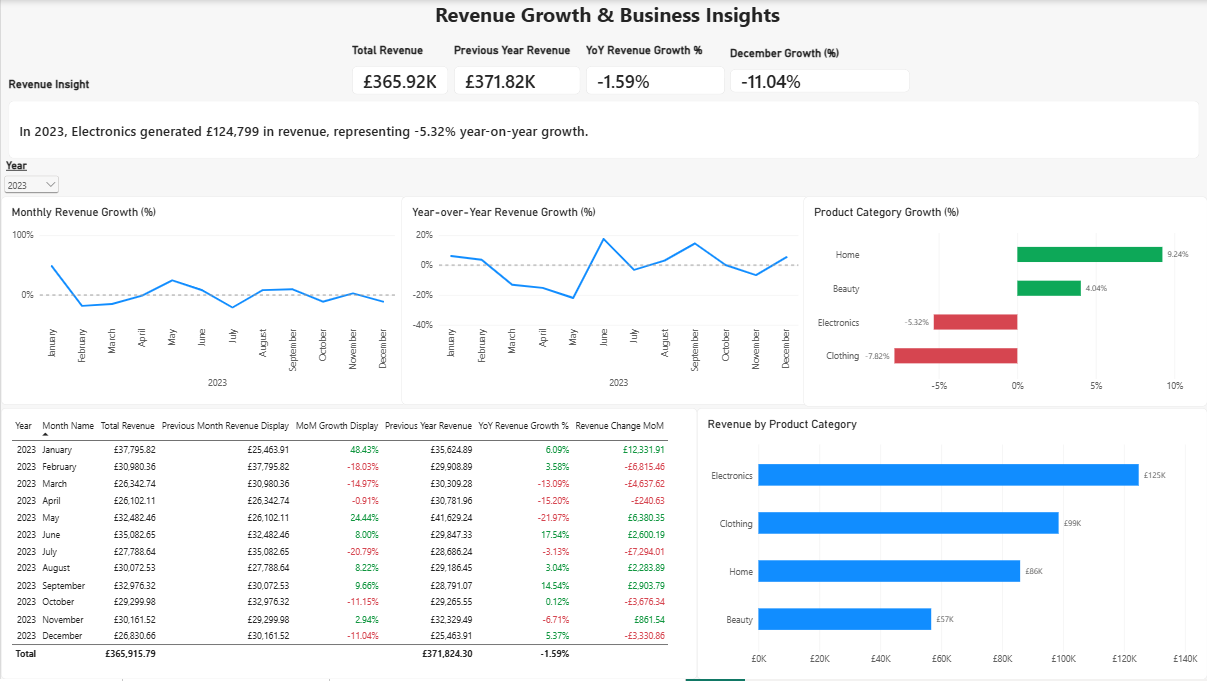 Revenue Growth & Business Insights
Total Revenue Previous Year Revenue YoY Revenue Growth % December Growth (%)
£365.92K £371.82K -1.59% -11.04%
Revenue Insight
In 2023, Electronics generated £124,799 in revenue, representing -5.32% year-on-year growth.
Year
2023
Monthly Revenue Growth (%)
100%
0%
January February March April May June July August September October November December
2023
Year-over-Year Revenue Growth (%)
20%
0%
-20%
-40%
January February March April May June July August September October November December
2023
Product Category Growth (%)
Home 9.24%
Beauty 4.04%
Electronics -5.32%
Clothing -7.82%
-5% 0% 5% 10%
Year Month Name Total Revenue Previous Month Revenue Display MoM Growth Display Previous Year Revenue YoY Revenue Growth % Revenue Change MoM
2023 January £37,795.82 £25,463.91 48.43% £35,624.89 6.09% £12,331.91
2023 February £30,980.36 £37,795.82 -18.03% £29,908.89 3.58% -£6,815.46
2023 March £26,342.74 £30,980.36 -14.97% £30,309.28 -13.09% -£4,637.62
2023 April £26,102.11 £26,342.74 -0.91% £30,781.96 -15.20% -£240.63
2023 May £32,482.46 £26,102.11 24.44% £41,629.24 -21.97% £6,380.35
2023 June £35,082.65 £32,482.46 8.00% £29,847.33 17.54% £2,600.19
2023 July £27,788.64 £35,082.65 -20.79% £28,686.24 -3.13% -£7,294.01
2023 August £30,072.53 £27,788.64 8.22% £29,186.45 3.04% £2,283.89
2023 September £32,976.32 £30,072.53 9.66% £28,791.07 14.54% £2,903.79
2023 October £29,299.98 £32,976.32 -11.15% £29,265.55 0.12% -£3,676.34
2023 November £30,161.52 £29,299.98 2.94% £32,329.49 -6.71% £861.54
2023 December £26,830.66 £30,161.52 -11.04% £25,463.91 5.37% -£3,330.86
Total £365,915.79 £371,824.30 -1.59%
Revenue by Product Category
Electronics £125K
Clothing £99K
Home £86K
Beauty £57K
£0K £20K £40K £60K £80K £100K £120K £140K